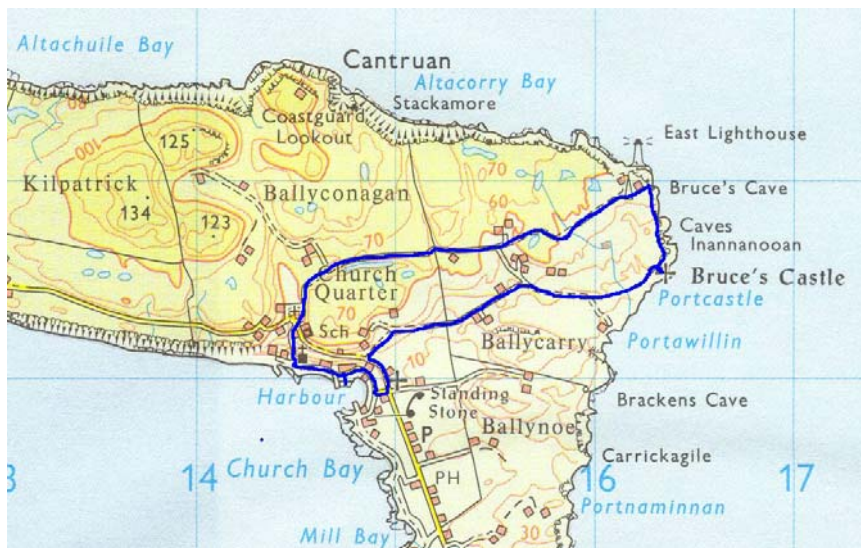 Altachuile Bay
Cantruan
Altacorry Bay
Stackamore
Coastguard
Lookout
East Lighthouse
100
125
70
Kilpatrick
134
Ballyconagan
60
Bruce's Cave
123
Caves
Inannanooan
70
Church
Quarter
Bruce's Castle
Portcastle
70
Sch
Ballycarry
Portawillin
10
Harbour
Standing
Stone
Brackens Cave
P
Ballynoe
14
Church Bay
Carrickagile
16
17
PH
Portnaminnan
Mill Bay
30